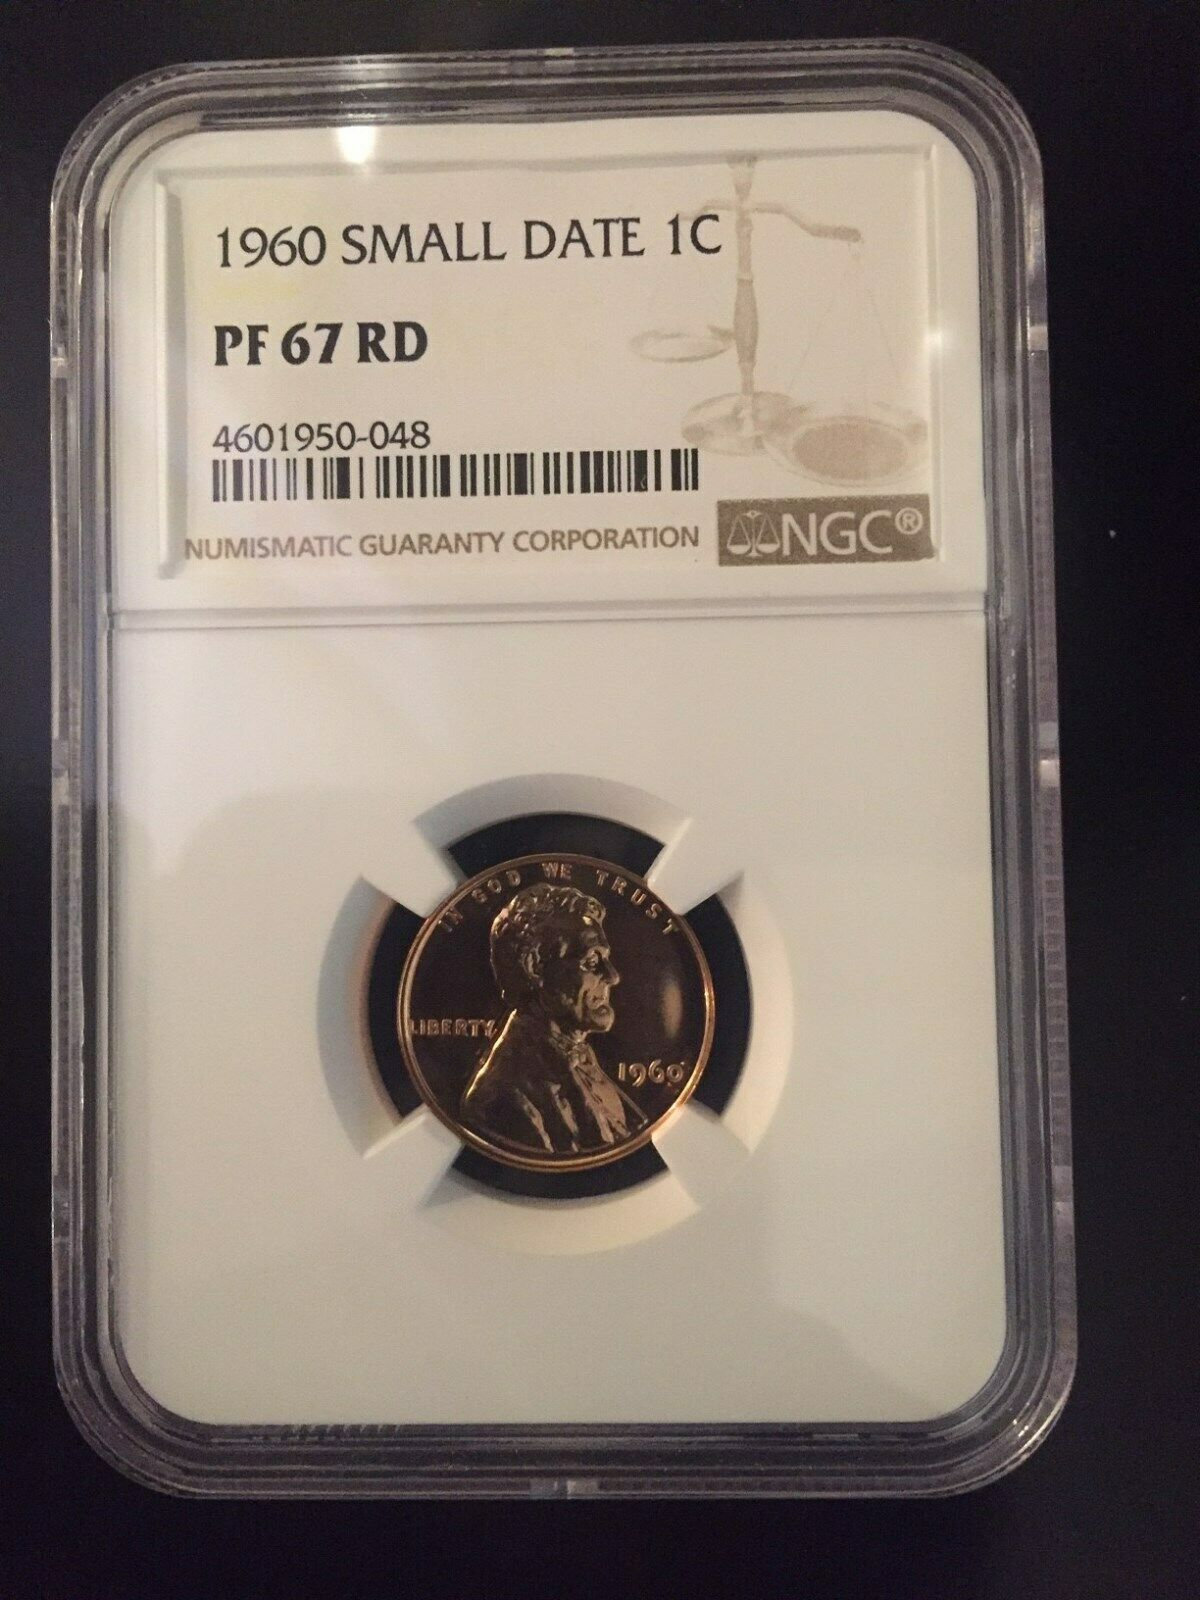 1960 SMALL DATE 1C
PF 67 RD
4601950-048
NUMISMATIC GUARANTY CORPORATION
NGC®
IN GOD WE TRUST
LIBERTY
1960